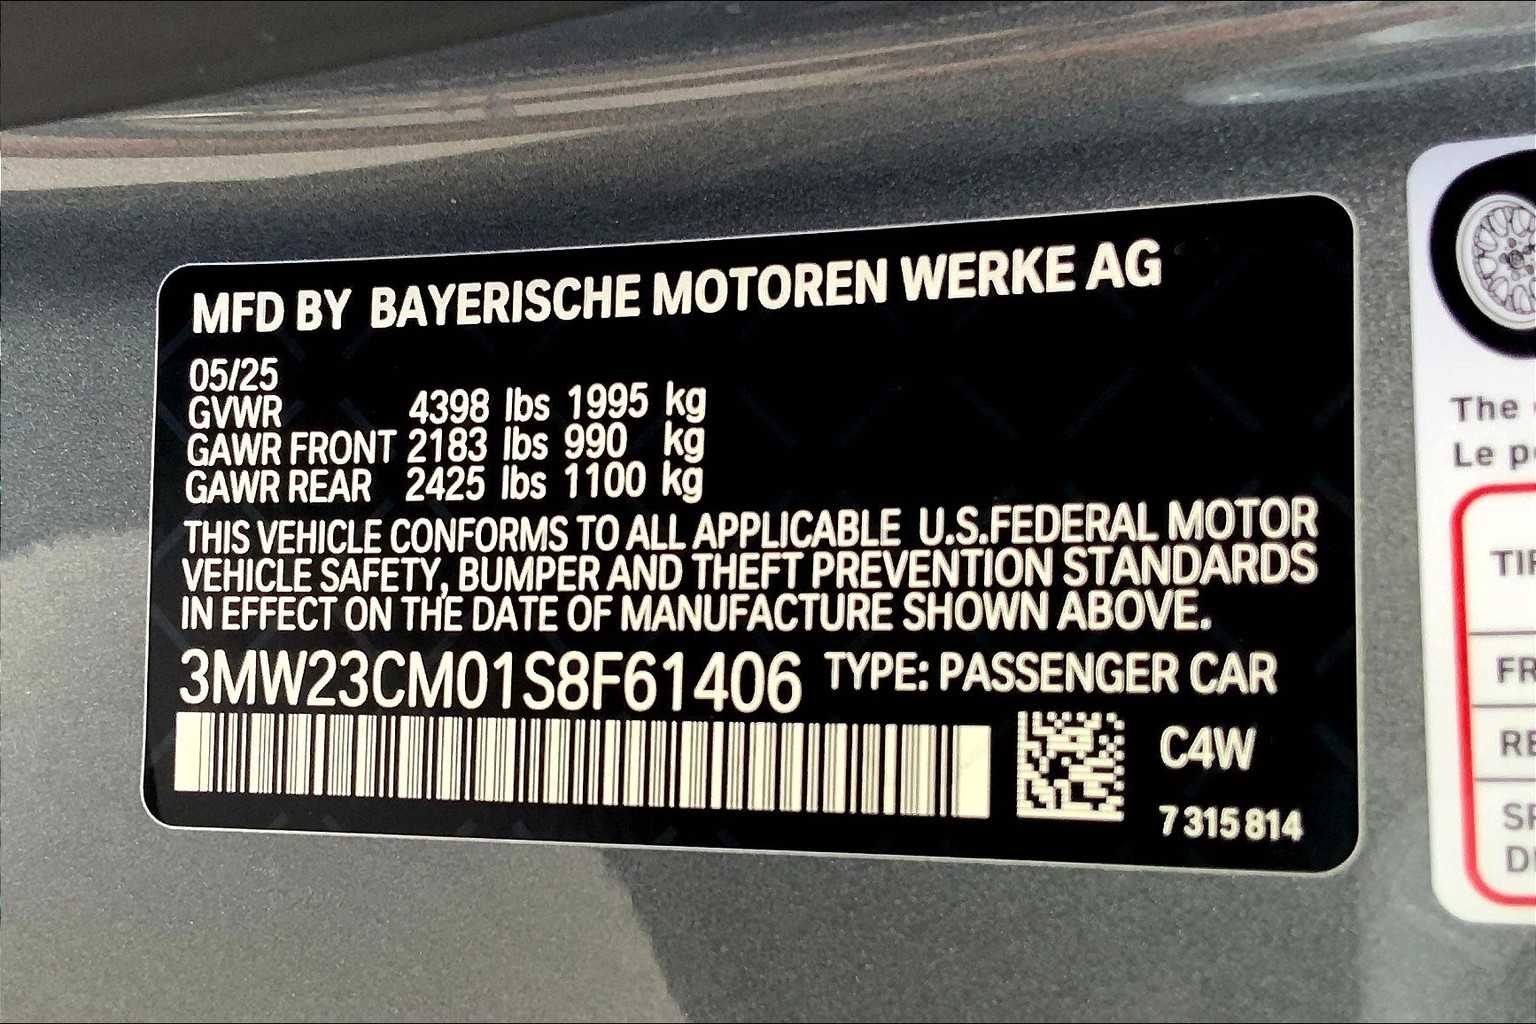 MFD BY BAYERISCHE MOTOREN WERKE AG
05/25
GVWR 4398 lbs 1995 kg
GAWR FRONT 2183 lbs 990 kg
GAWR REAR 2425 lbs 1100 kg
THIS VEHICLE CONFORMS TO ALL APPLICABLE U.S.FEDERAL MOTOR
VEHICLE SAFETY, BUMPER AND THEFT PREVENTION STANDARDS
IN EFFECT ON THE DATE OF MANUFACTURE SHOWN ABOVE.
3MW23CM01S8F61406 TYPE: PASSENGER CAR
C4W
7 315 814
The
Le